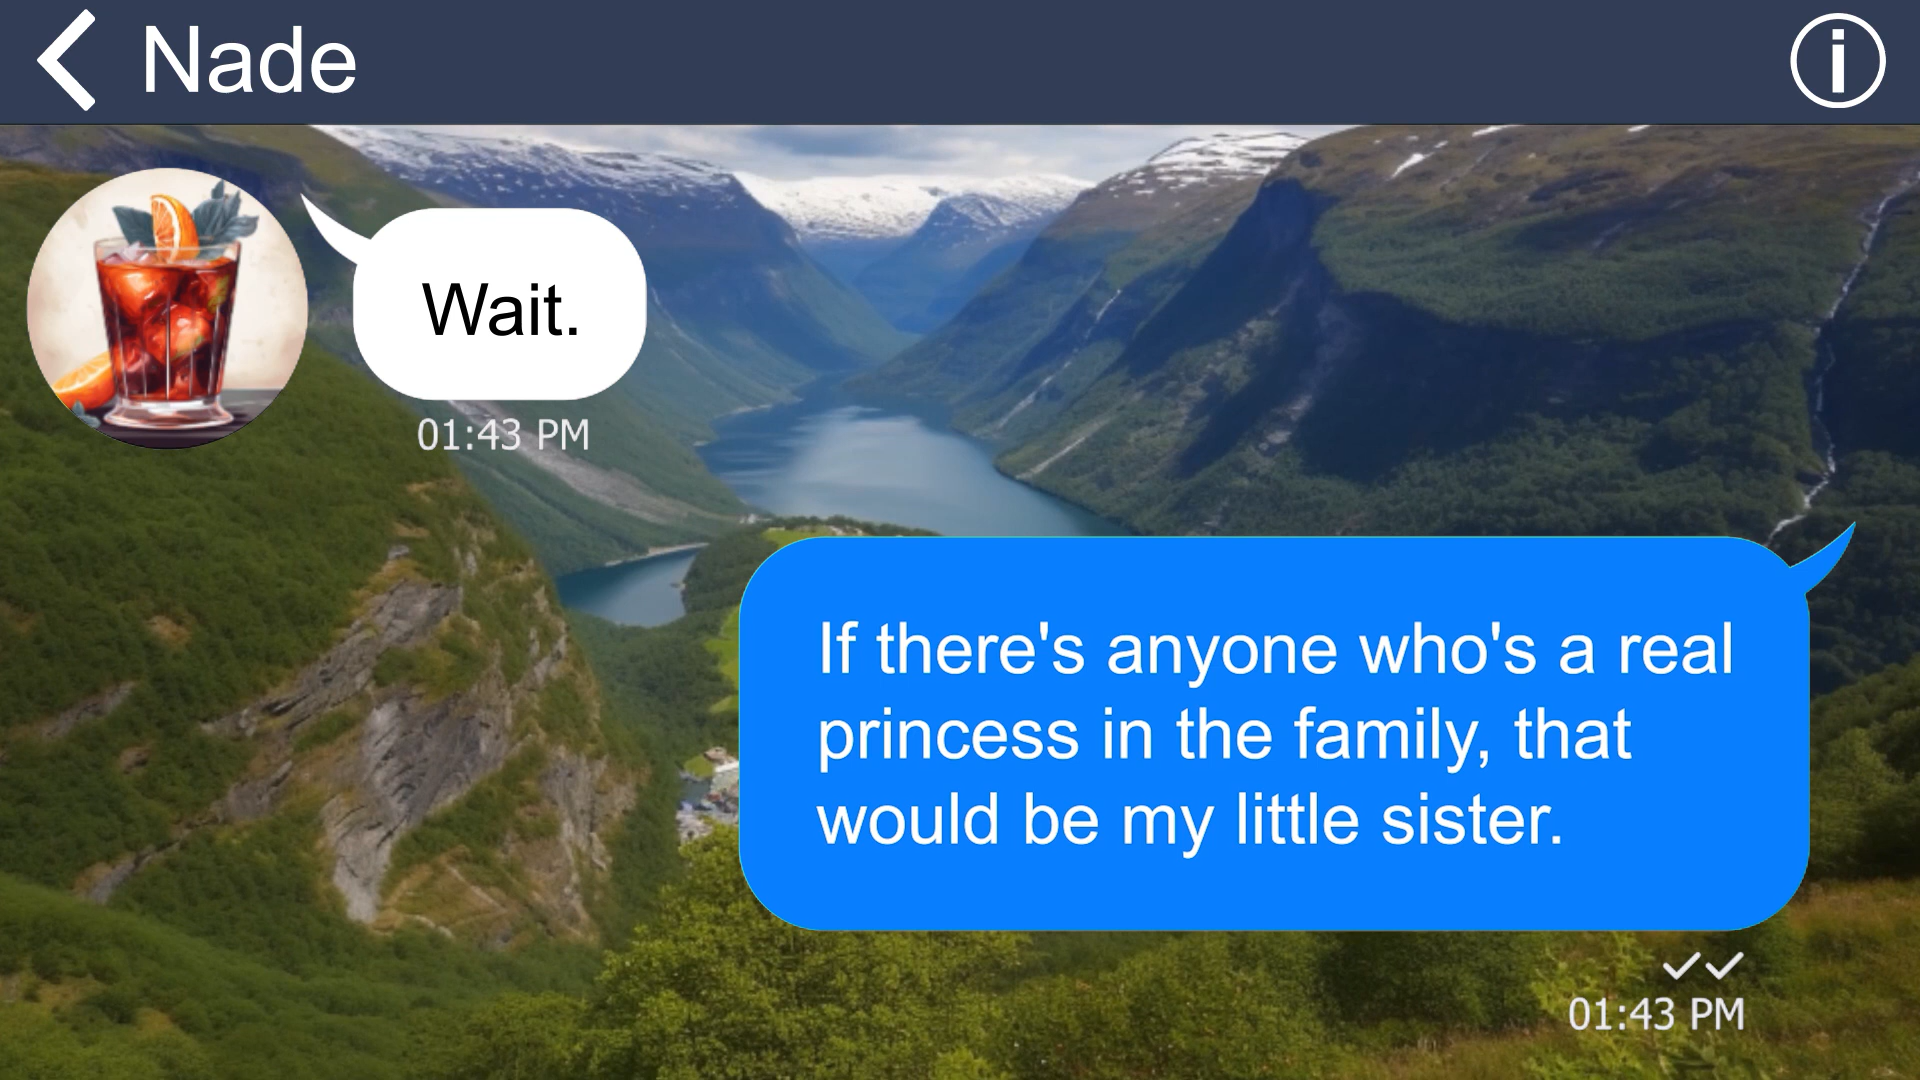 Nade
Wait.
01:43 PM
If there's anyone who's a real
princess in the family, that
would be my little sister.
01:43 PM